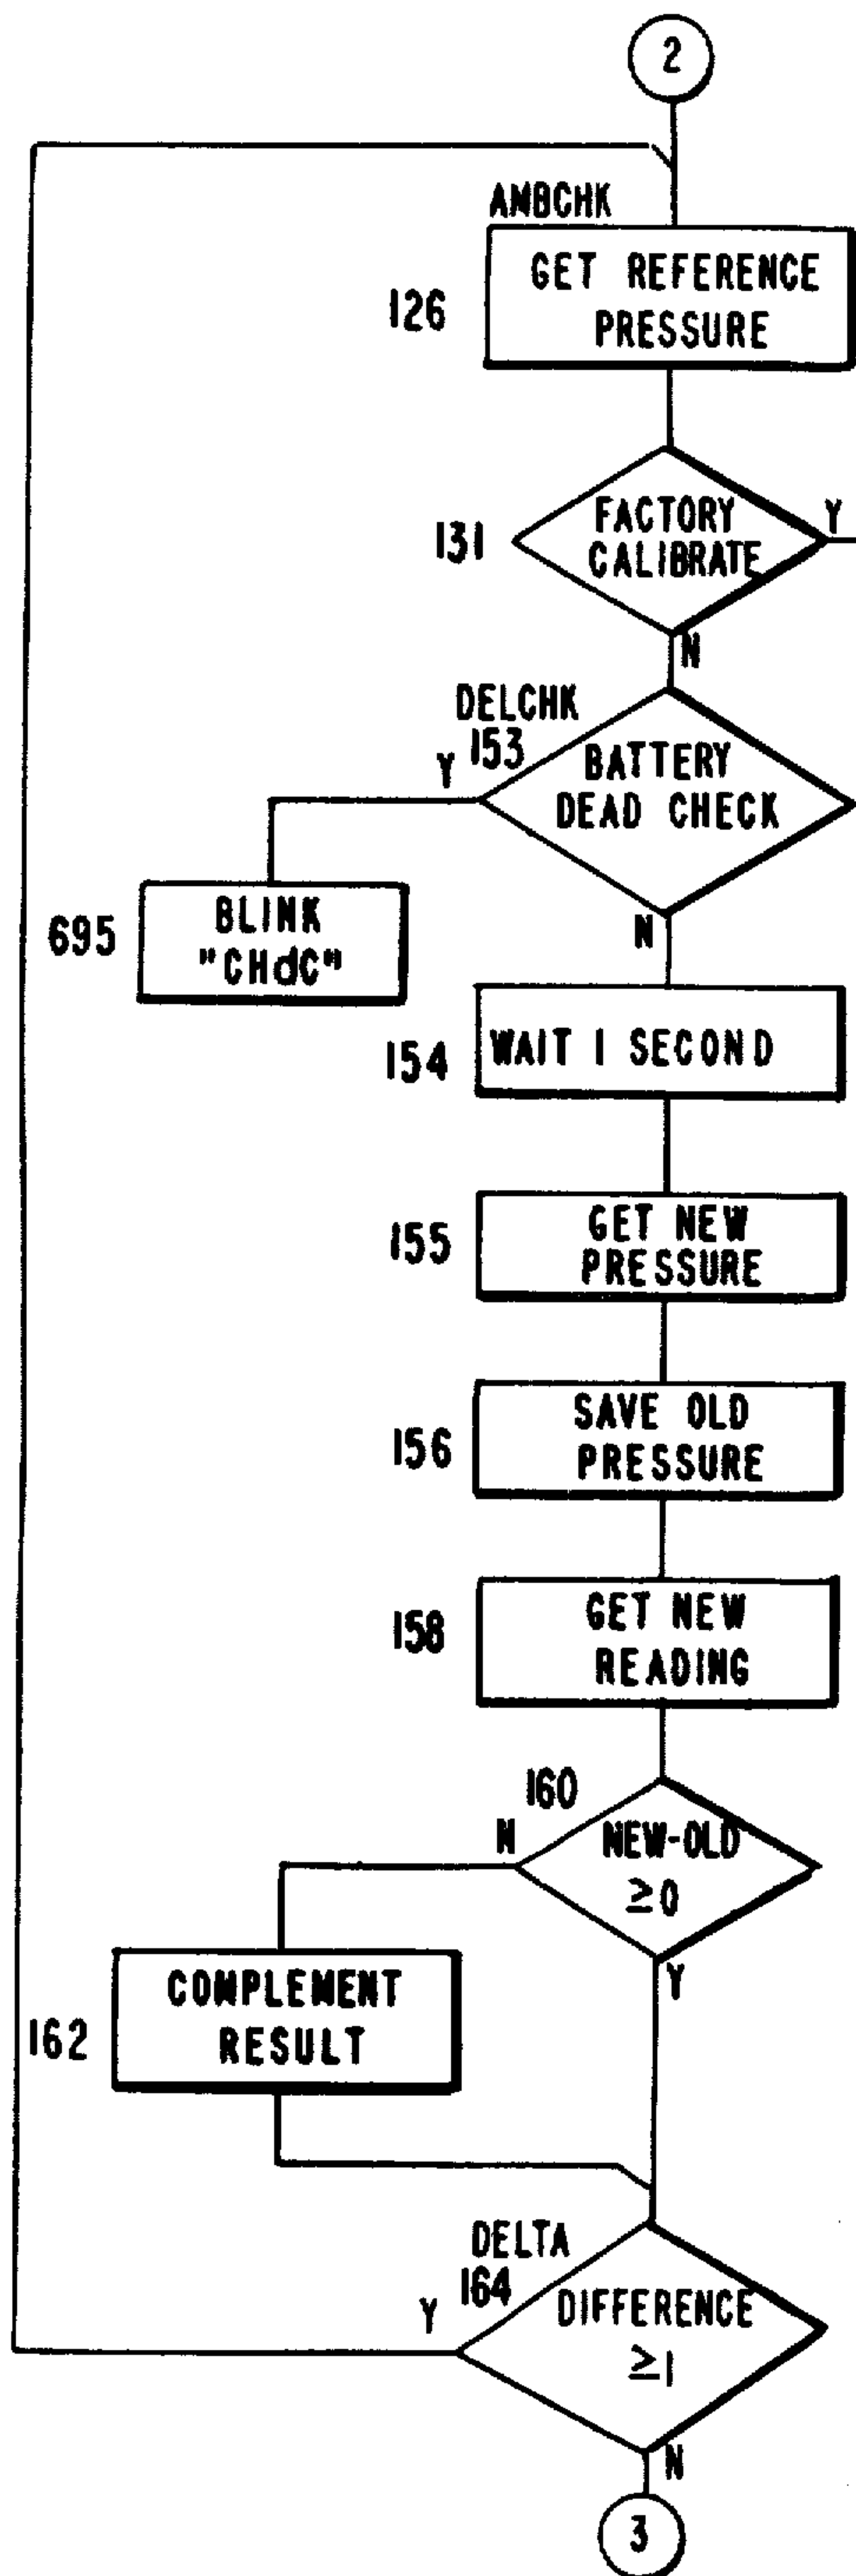 2
AMBCHK
126
GET REFERENCE
PRESSURE
131
FACTORY
CALIBRATE
Y
N
DELCHK
153
Y
BATTERY
DEAD CHECK
N
695
BLINK
"CHdC"
154
WAIT 1 SECOND
155
GET NEW
PRESSURE
156
SAVE OLD
PRESSURE
158
GET NEW
READING
160
N
NEW-OLD
≥0
Y
162
COMPLEMENT
RESULT
DELTA
164
Y
DIFFERENCE
≥1
N
3